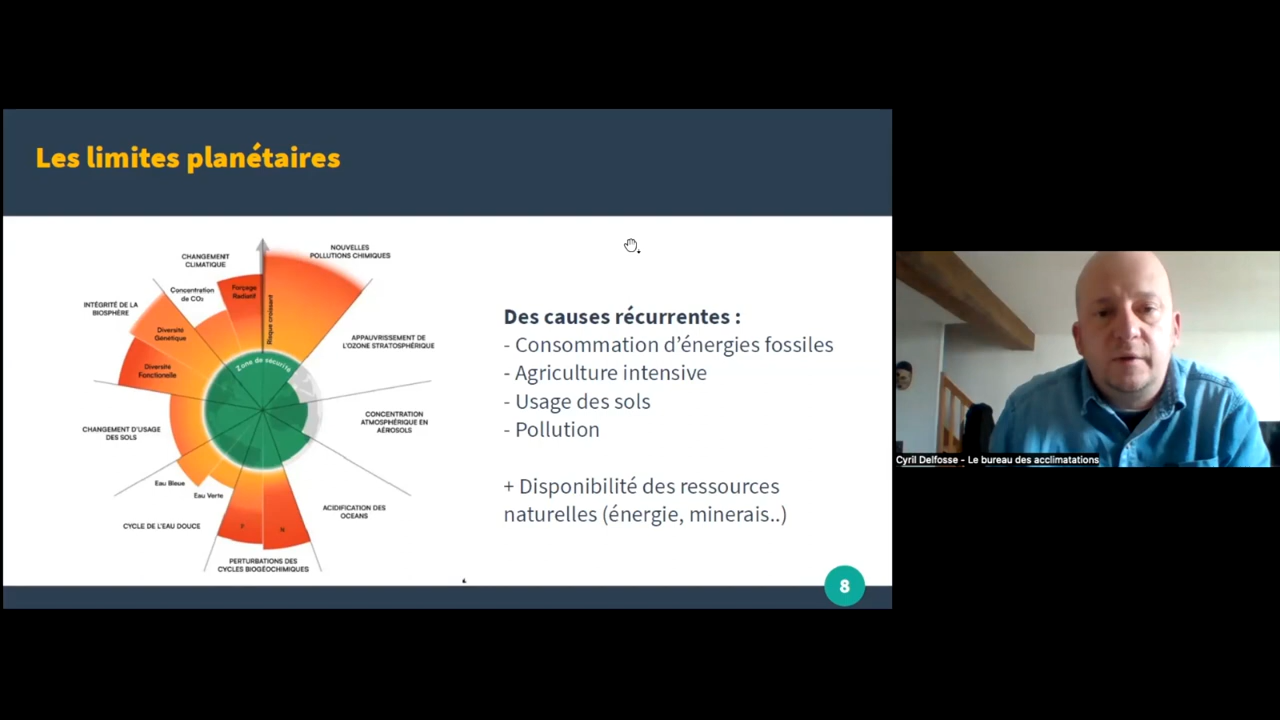 Les limites planétaires
NOUVELLES
POLLUTIONS CHIMIQUES
CHANGEMENT
CLIMATIQUE
Forçage
Radiatif
Concentration
de CO₂
Risque croissant
INTÉGRITÉ DE LA
BIOSPHÈRE
Diversité
Génétique
Diversité
Fonctionelle
APPAUVRISSEMENT DE
L'OZONE STRATOSPHÉRIQUE
Zone de sécurité
CONCENTRATION
ATMOSPHÉRIQUE EN
AÉROSOLS
CHANGEMENT D'USAGE
DES SOLS
Eau Bleue
Eau Verte
CYCLE DE L'EAU DOUCE
P
N
ACIDIFICATION DES
OCEANS
PERTURBATIONS DES
CYCLES BIOGÉOCHIMIQUES
Des causes récurrentes :
- Consommation d’énergies fossiles
- Agriculture intensive
- Usage des sols
- Pollution
+ Disponibilité des ressources
naturelles (énergie, minerais..)
8
Cyril Delfosse - Le bureau des acclimatations